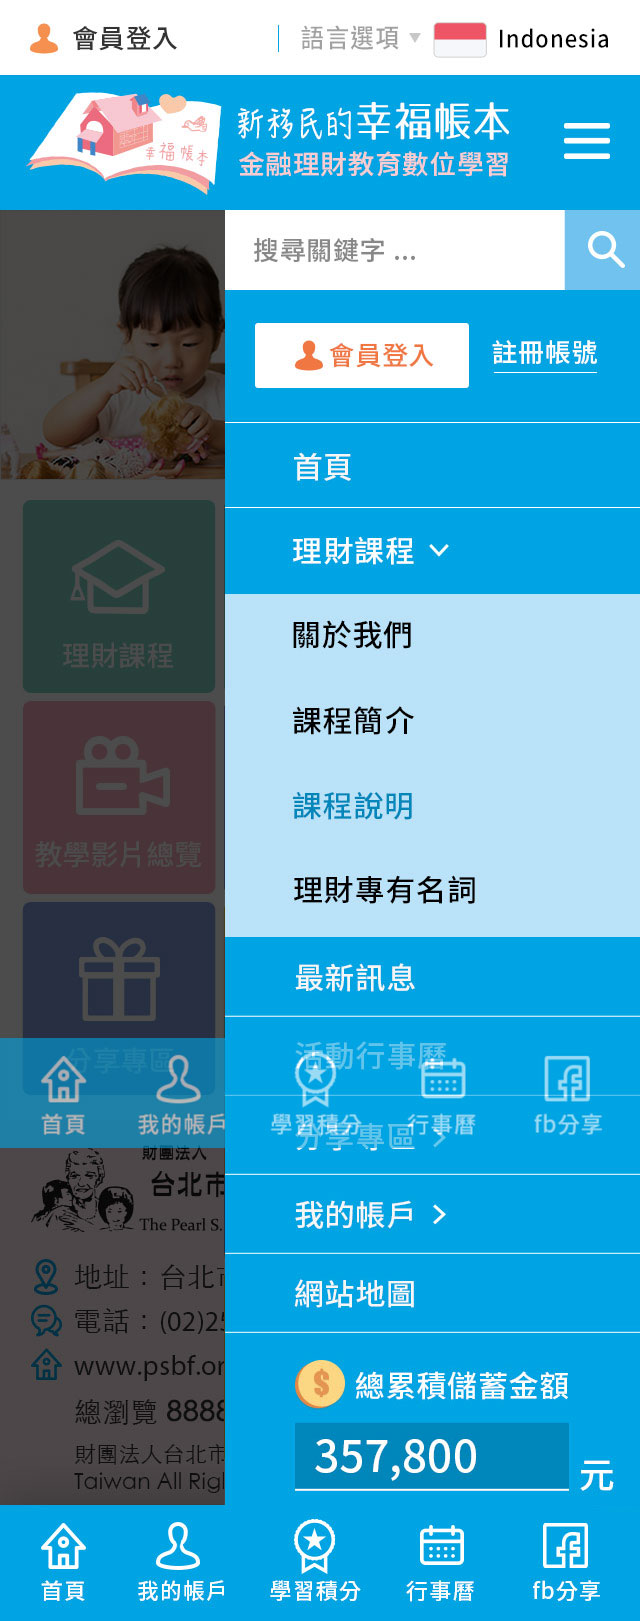 會員登入
語言選項
Indonesia
新移民的幸福帳本
幸福帳本
金融理財教育數位學習
搜尋關鍵字 ...
會員登入
註冊帳號
首頁
理財課程
關於我們
課程簡介
課程說明
理財專有名詞
最新訊息
活動行事曆
分享專區
我的帳戶
網站地圖
總累積儲蓄金額
357,800
元
理財課程
教學影片總覽
分享專區
首頁
我的帳戶
學習積分
行事曆
fb分享
財團法人
台北市
The Pearl S.
地址：台北市
電話：(02)25
www.psbf.or
總瀏覽 8888
財團法人台北市
Taiwan All Rig
首頁
我的帳戶
學習積分
行事曆
fb分享